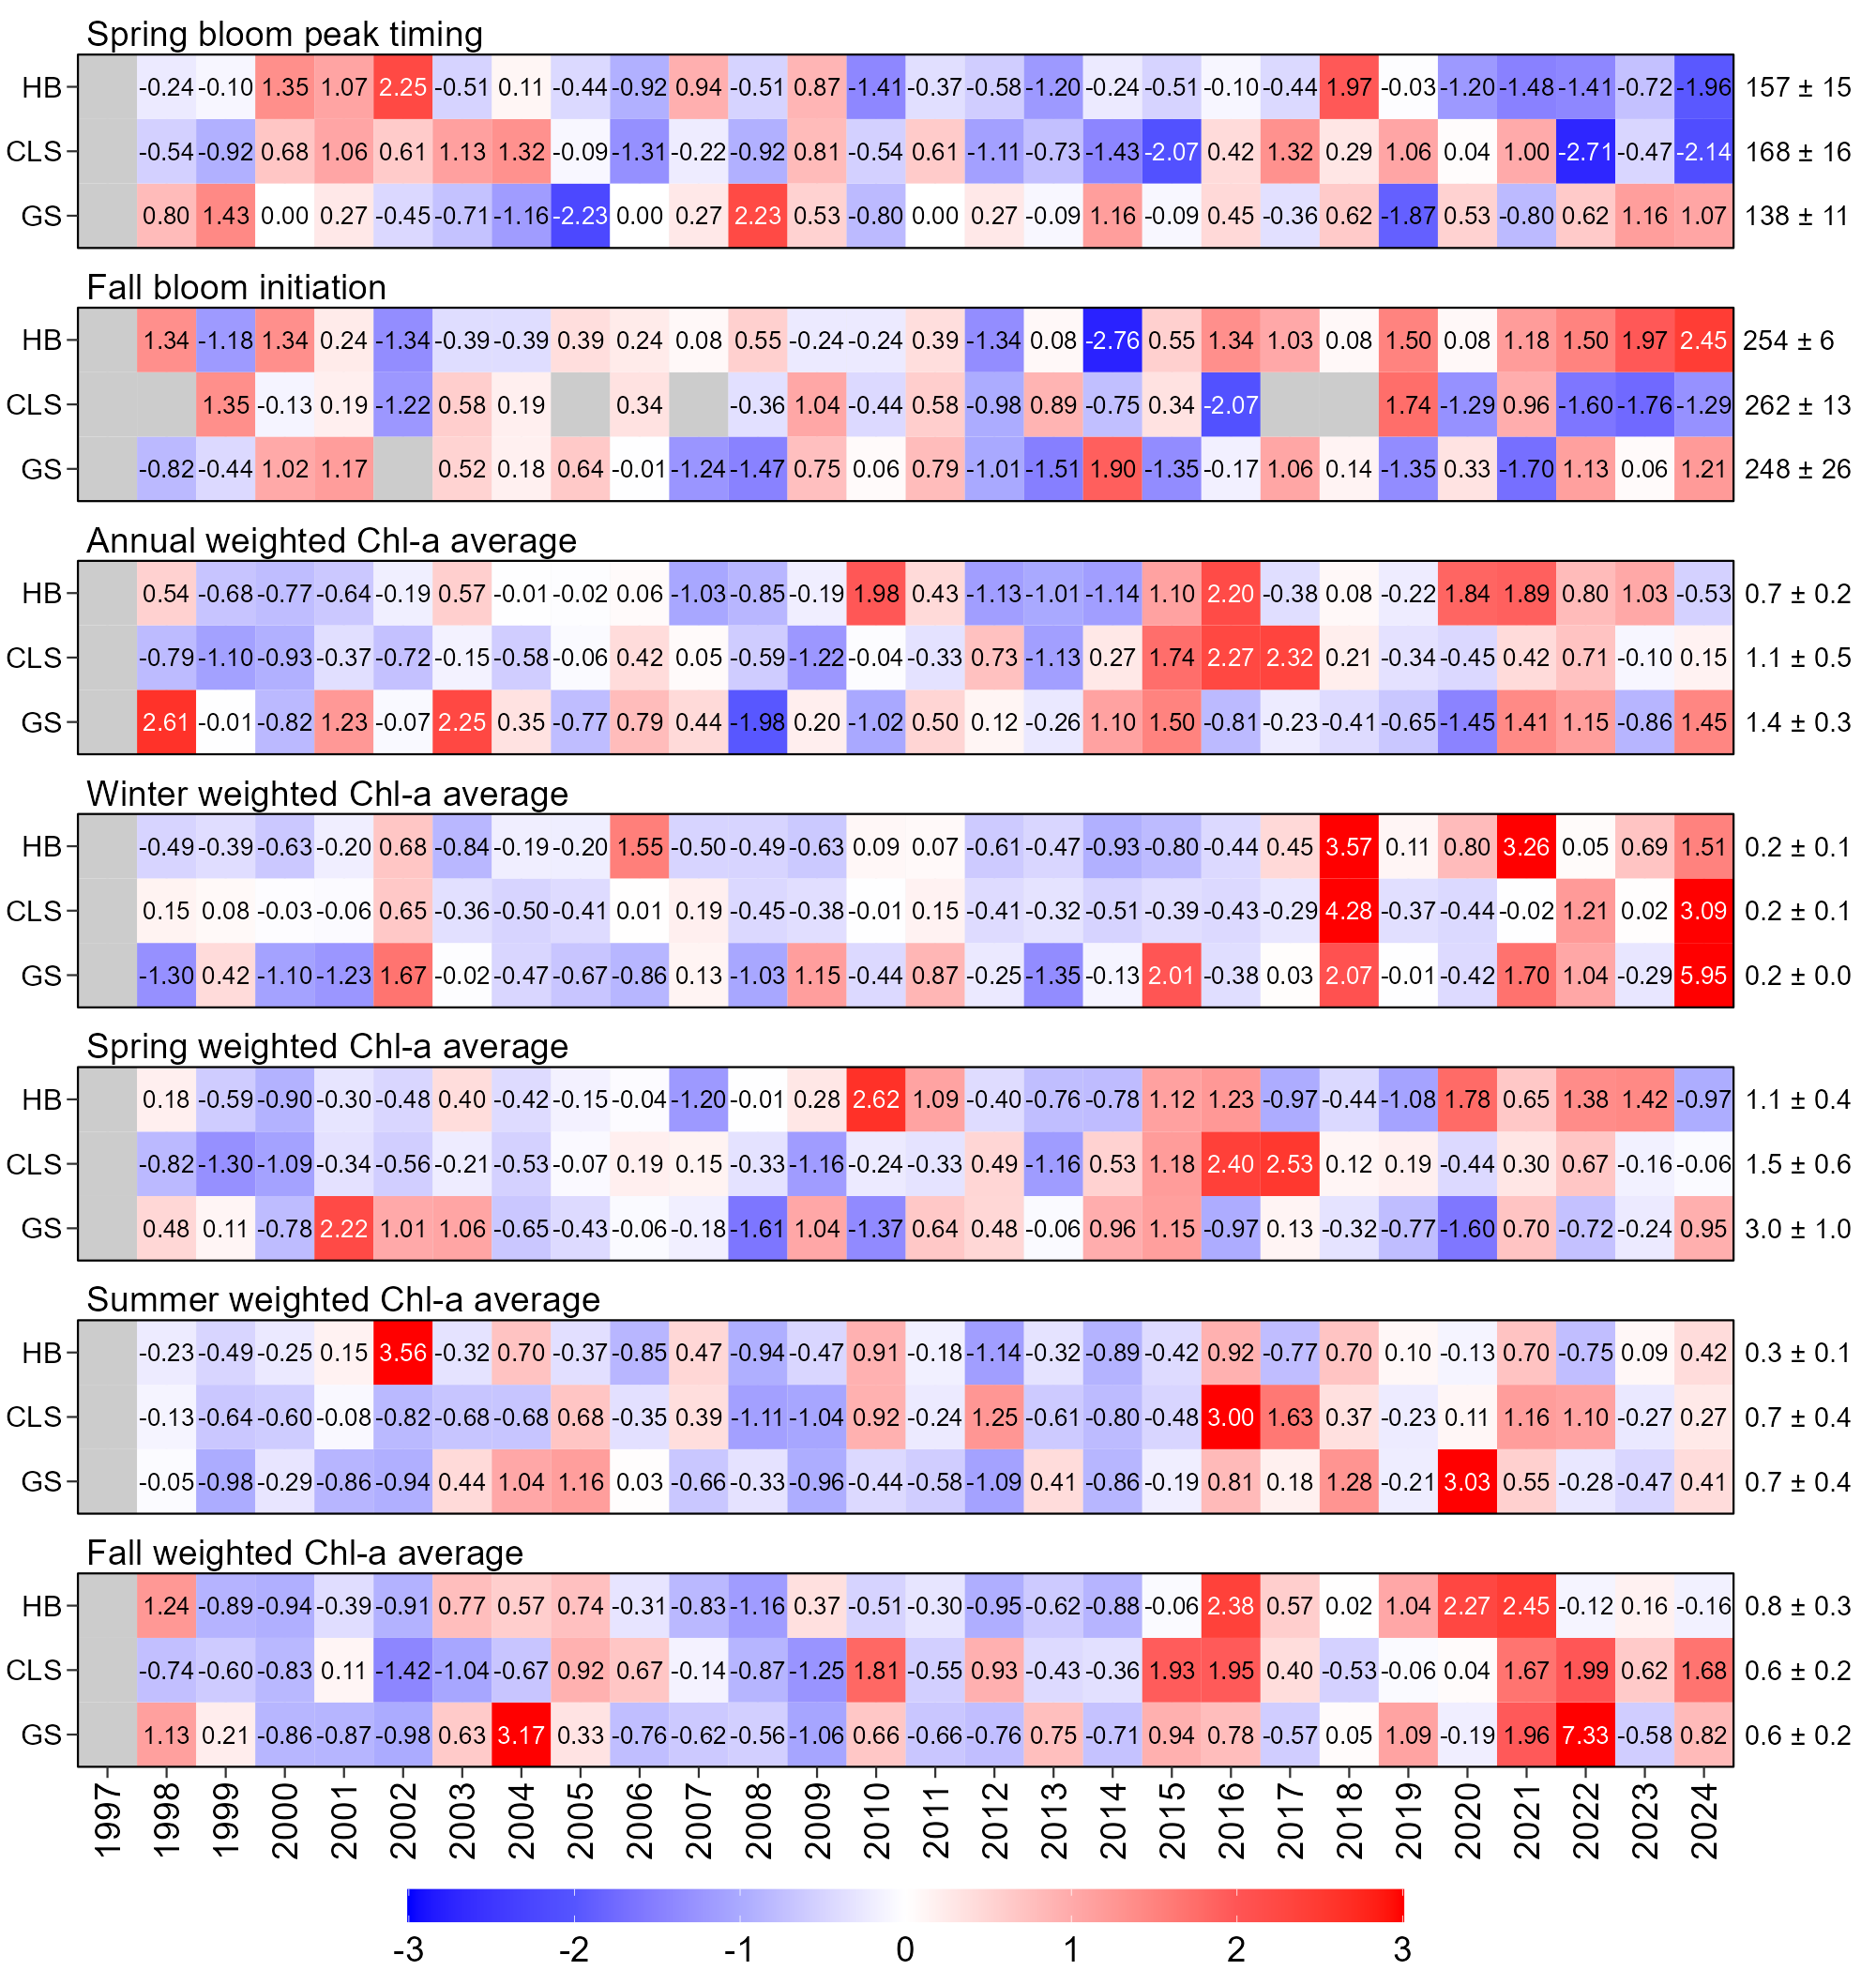 Spring bloom peak timing
HB -0.24 -0.10 1.35 1.07 2.25 -0.51 0.11 -0.44 -0.92 0.94 -0.51 0.87 -1.41 -0.37 -0.58 -1.20 -0.24 -0.51 -0.10 -0.44 1.97 -0.03 -1.20 -1.48 -1.41 -0.72 -1.96 157 ± 15
CLS -0.54 -0.92 0.68 1.06 0.61 1.13 1.32 -0.09 -1.31 -0.22 -0.92 0.81 -0.54 0.61 -1.11 -0.73 -1.43 -2.07 0.42 1.32 0.29 1.06 0.04 1.00 -2.71 -0.47 -2.14 168 ± 16
GS 0.80 1.43 0.00 0.27 -0.45 -0.71 -1.16 -2.23 0.00 0.27 2.23 0.53 -0.80 0.00 0.27 -0.09 1.16 -0.09 0.45 -0.36 0.62 -1.87 0.53 -0.80 0.62 1.16 1.07 138 ± 11
Fall bloom initiation
HB 1.34 -1.18 1.34 0.24 -1.34 -0.39 -0.39 0.39 0.24 0.08 0.55 -0.24 -0.24 0.39 -1.34 0.08 -2.76 0.55 1.34 1.03 0.08 1.50 0.08 1.18 1.50 1.97 2.45 254 ± 6
CLS 1.35 -0.13 0.19 -1.22 0.58 0.19 0.34 -0.36 1.04 -0.44 0.58 -0.98 0.89 -0.75 0.34 -2.07 1.74 -1.29 0.96 -1.60 -1.76 -1.29 262 ± 13
GS -0.82 -0.44 1.02 1.17 0.52 0.18 0.64 -0.01 -1.24 -1.47 0.75 0.06 0.79 -1.01 -1.51 1.90 -1.35 -0.17 1.06 0.14 -1.35 0.33 -1.70 1.13 0.06 1.21 248 ± 26
Annual weighted Chl-a average
HB 0.54 -0.68 -0.77 -0.64 -0.19 0.57 -0.01 -0.02 0.06 -1.03 -0.85 -0.19 1.98 0.43 -1.13 -1.01 -1.14 1.10 2.20 -0.38 0.08 -0.22 1.84 1.89 0.80 1.03 -0.53 0.7 ± 0.2
CLS -0.79 -1.10 -0.93 -0.37 -0.72 -0.15 -0.58 -0.06 0.42 0.05 -0.59 -1.22 -0.04 -0.33 0.73 -1.13 0.27 1.74 2.27 2.32 0.21 -0.34 -0.45 0.42 0.71 -0.10 0.15 1.1 ± 0.5
GS 2.61 -0.01 -0.82 1.23 -0.07 2.25 0.35 -0.77 0.79 0.44 -1.98 0.20 -1.02 0.50 0.12 -0.26 1.10 1.50 -0.81 -0.23 -0.41 -0.65 -1.45 1.41 1.15 -0.86 1.45 1.4 ± 0.3
Winter weighted Chl-a average
HB -0.49 -0.39 -0.63 -0.20 0.68 -0.84 -0.19 -0.20 1.55 -0.50 -0.49 -0.63 0.09 0.07 -0.61 -0.47 -0.93 -0.80 -0.44 0.45 3.57 0.11 0.80 3.26 0.05 0.69 1.51 0.2 ± 0.1
CLS 0.15 0.08 -0.03 -0.06 0.65 -0.36 -0.50 -0.41 0.01 0.19 -0.45 -0.38 -0.01 0.15 -0.41 -0.32 -0.51 -0.39 -0.43 -0.29 4.28 -0.37 -0.44 -0.02 1.21 0.02 3.09 0.2 ± 0.1
GS -1.30 0.42 -1.10 -1.23 1.67 -0.02 -0.47 -0.67 -0.86 0.13 -1.03 1.15 -0.44 0.87 -0.25 -1.35 -0.13 2.01 -0.38 0.03 2.07 -0.01 -0.42 1.70 1.04 -0.29 5.95 0.2 ± 0.0
Spring weighted Chl-a average
HB 0.18 -0.59 -0.90 -0.30 -0.48 0.40 -0.42 -0.15 -0.04 -1.20 -0.01 0.28 2.62 1.09 -0.40 -0.76 -0.78 1.12 1.23 -0.97 -0.44 -1.08 1.78 0.65 1.38 1.42 -0.97 1.1 ± 0.4
CLS -0.82 -1.30 -1.09 -0.34 -0.56 -0.21 -0.53 -0.07 0.19 0.15 -0.33 -1.16 -0.24 -0.33 0.49 -1.16 0.53 1.18 2.40 2.53 0.12 0.19 -0.44 0.30 0.67 -0.16 -0.06 1.5 ± 0.6
GS 0.48 0.11 -0.78 2.22 1.01 1.06 -0.65 -0.43 -0.06 -0.18 -1.61 1.04 -1.37 0.64 0.48 -0.06 0.96 1.15 -0.97 0.13 -0.32 -0.77 -1.60 0.70 -0.72 -0.24 0.95 3.0 ± 1.0
Summer weighted Chl-a average
HB -0.23 -0.49 -0.25 0.15 3.56 -0.32 0.70 -0.37 -0.85 0.47 -0.94 -0.47 0.91 -0.18 -1.14 -0.32 -0.89 -0.42 0.92 -0.77 0.70 0.10 -0.13 0.70 -0.75 0.09 0.42 0.3 ± 0.1
CLS -0.13 -0.64 -0.60 -0.08 -0.82 -0.68 -0.68 0.68 -0.35 0.39 -1.11 -1.04 0.92 -0.24 1.25 -0.61 -0.80 -0.48 3.00 1.63 0.37 -0.23 0.11 1.16 1.10 -0.27 0.27 0.7 ± 0.4
GS -0.05 -0.98 -0.29 -0.86 -0.94 0.44 1.04 1.16 0.03 -0.66 -0.33 -0.96 -0.44 -0.58 -1.09 0.41 -0.86 -0.19 0.81 0.18 1.28 -0.21 3.03 0.55 -0.28 -0.47 0.41 0.7 ± 0.4
Fall weighted Chl-a average
HB 1.24 -0.89 -0.94 -0.39 -0.91 0.77 0.57 0.74 -0.31 -0.83 -1.16 0.37 -0.51 -0.30 -0.95 -0.62 -0.88 -0.06 2.38 0.57 0.02 1.04 2.27 2.45 -0.12 0.16 -0.16 0.8 ± 0.3
CLS -0.74 -0.60 -0.83 0.11 -1.42 -1.04 -0.67 0.92 0.67 -0.14 -0.87 -1.25 1.81 -0.55 0.93 -0.43 -0.36 1.93 1.95 0.40 -0.53 -0.06 0.04 1.67 1.99 0.62 1.68 0.6 ± 0.2
GS 1.13 0.21 -0.86 -0.87 -0.98 0.63 3.17 0.33 -0.76 -0.62 -0.56 -1.06 0.66 -0.66 -0.76 0.75 -0.71 0.94 0.78 -0.57 0.05 1.09 -0.19 1.96 7.33 -0.58 0.82 0.6 ± 0.2
1997 1998 1999 2000 2001 2002 2003 2004 2005 2006 2007 2008 2009 2010 2011 2012 2013 2014 2015 2016 2017 2018 2019 2020 2021 2022 2023 2024
-3 -2 -1 0 1 2 3